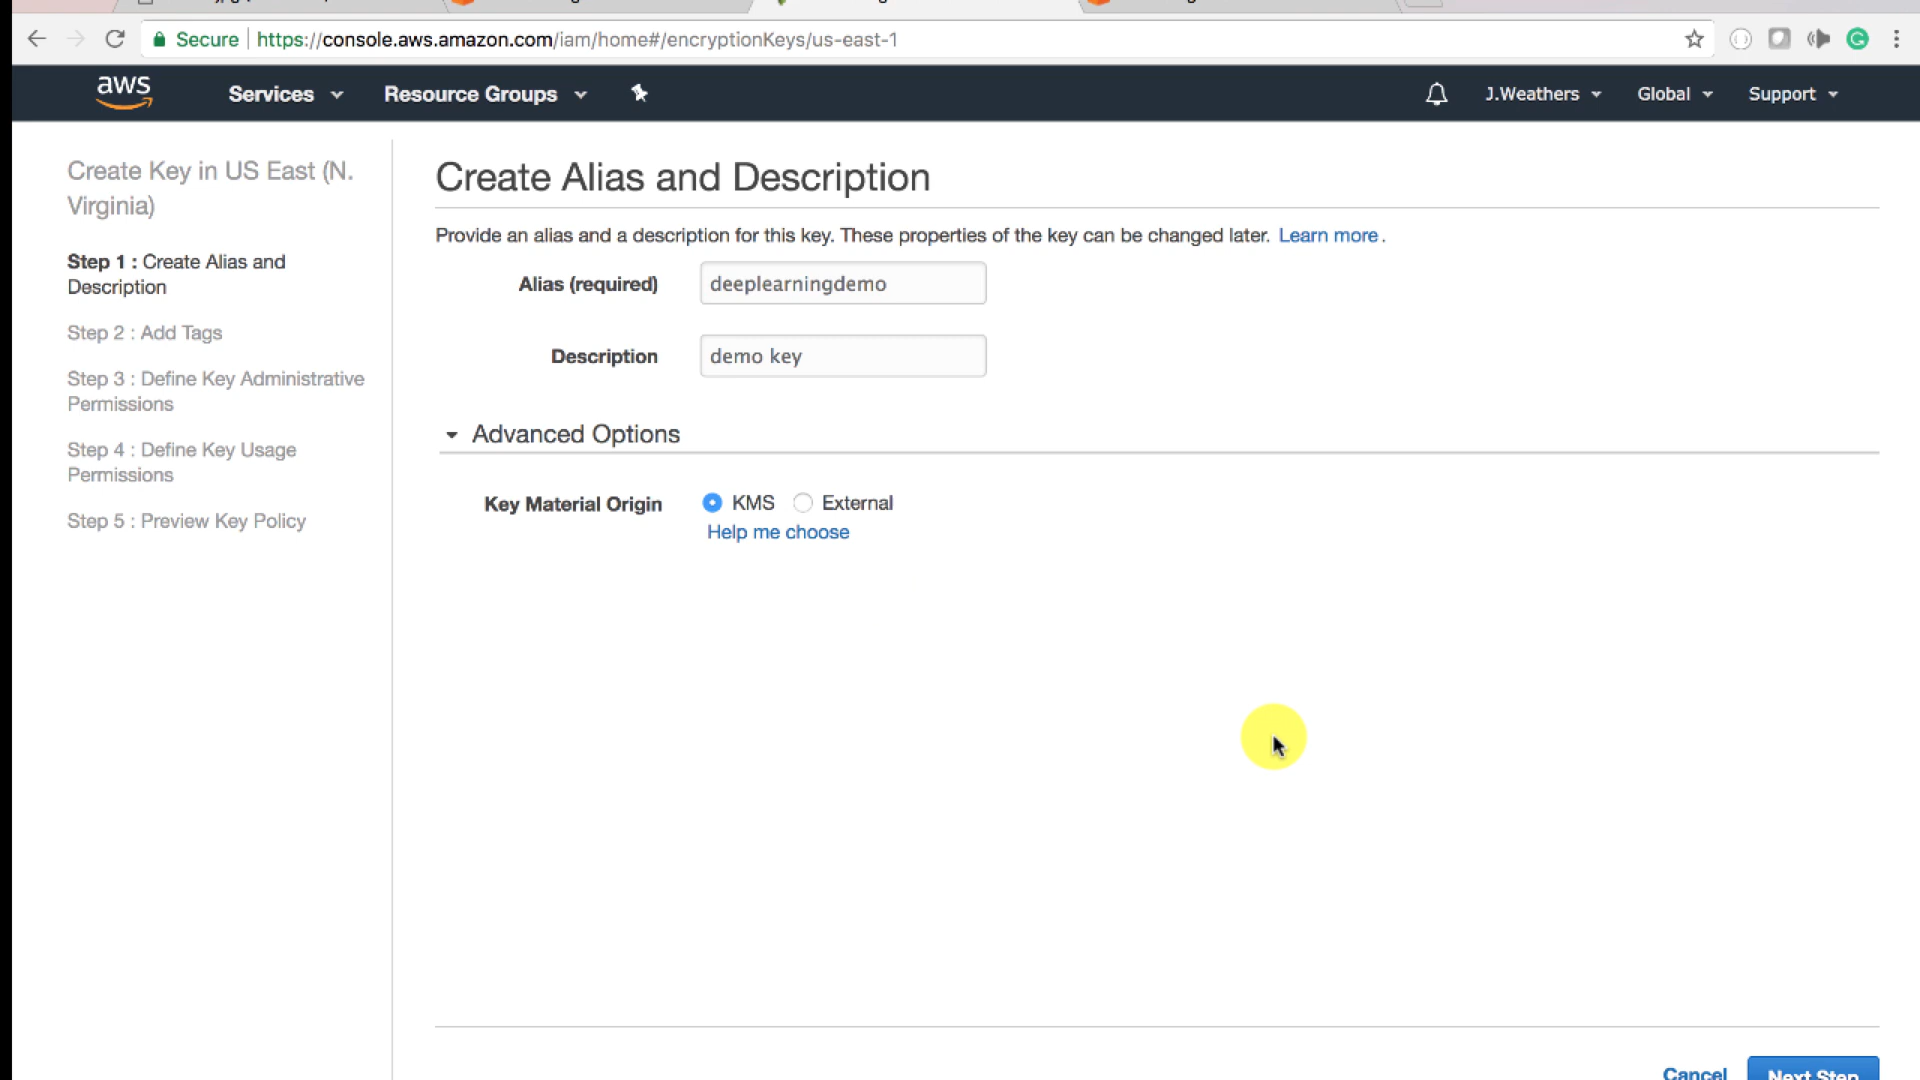 Secure https://console.aws.amazon.com/iam/home#/encryptionKeys/us-east-1
aws Services Resource Groups J.Weathers Global Support
Create Key in US East (N.
Virginia)
Step 1 : Create Alias and
Description
Step 2 : Add Tags
Step 3 : Define Key Administrative
Permissions
Step 4 : Define Key Usage
Permissions
Step 5 : Preview Key Policy
Create Alias and Description
Provide an alias and a description for this key. These properties of the key can be changed later. Learn more .
Alias (required) deeplearningdemo
Description demo key
Advanced Options
Key Material Origin KMS External
Help me choose
Cancel Next Step